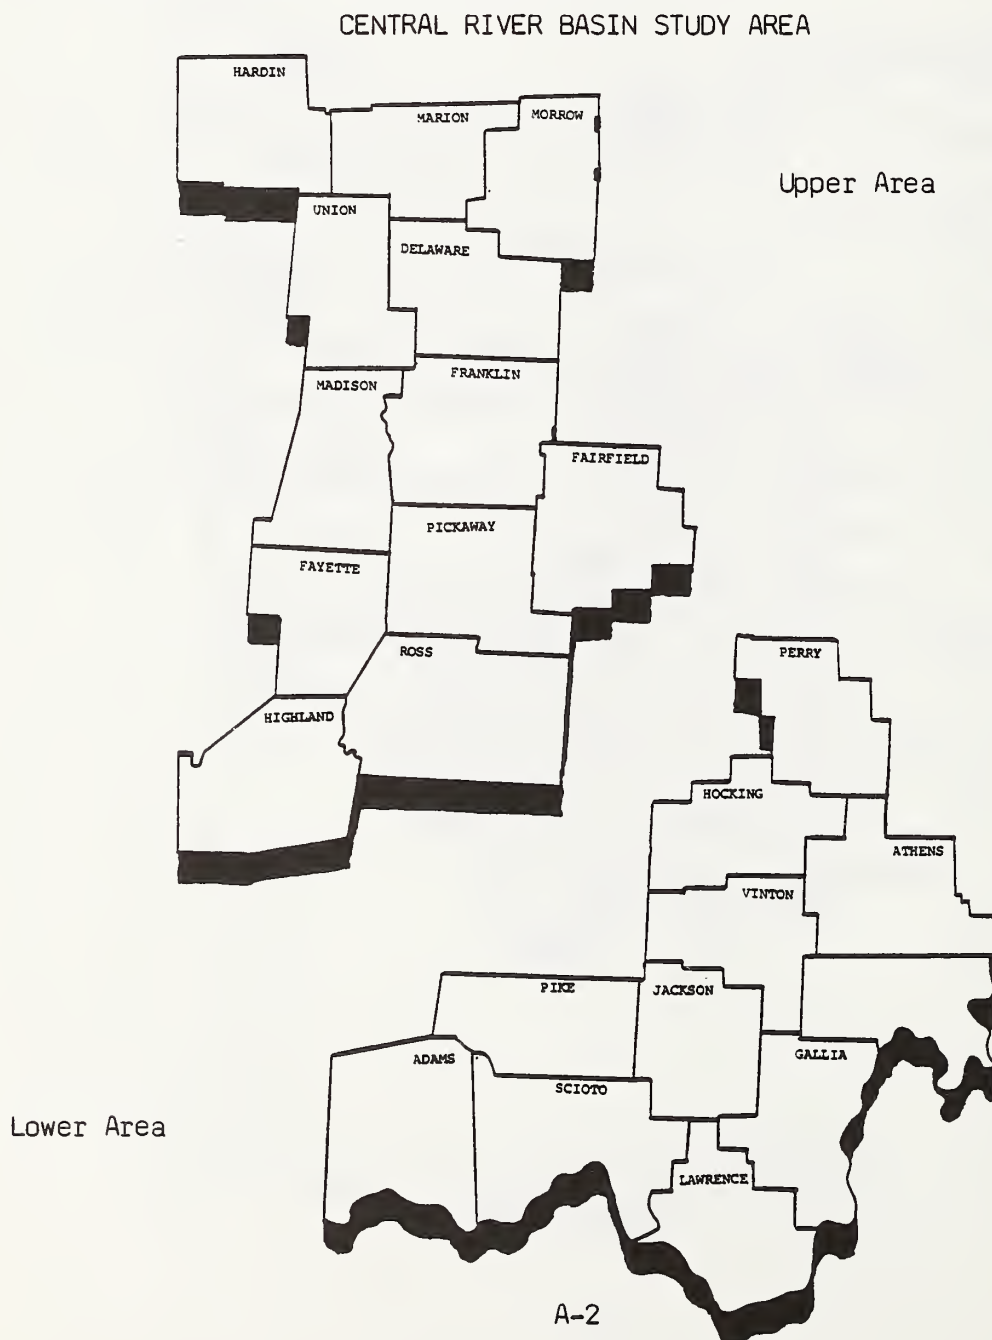 CENTRAL RIVER BASIN STUDY AREA
HARDIN
MARION
MORROW
Upper Area
UNION
DELAWARE
FRANKLIN
MADISON
FAIRFIELD
PICKAWAY
FAYETTE
ROSS
PERRY
HIGHLAND
HOCKING
ATHENS
VINTON
PIKE
JACKSON
GALLIA
ADAMS
SCIOTO
Lower Area
LAWRENCE
A-2